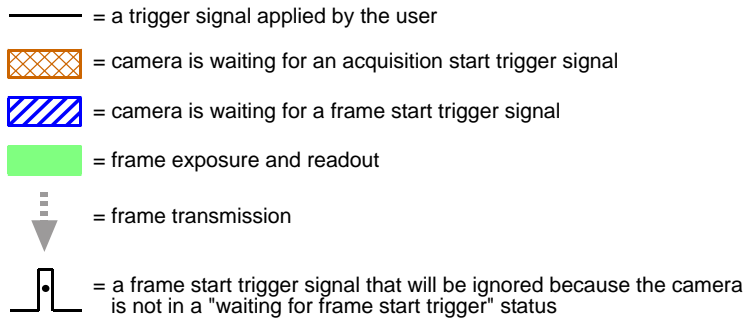 = a trigger signal applied by the user
= camera is waiting for an acquisition start trigger signal
= camera is waiting for a frame start trigger signal
= frame exposure and readout
= frame transmission
= a frame start trigger signal that will be ignored because the camera
is not in a "waiting for frame start trigger" status